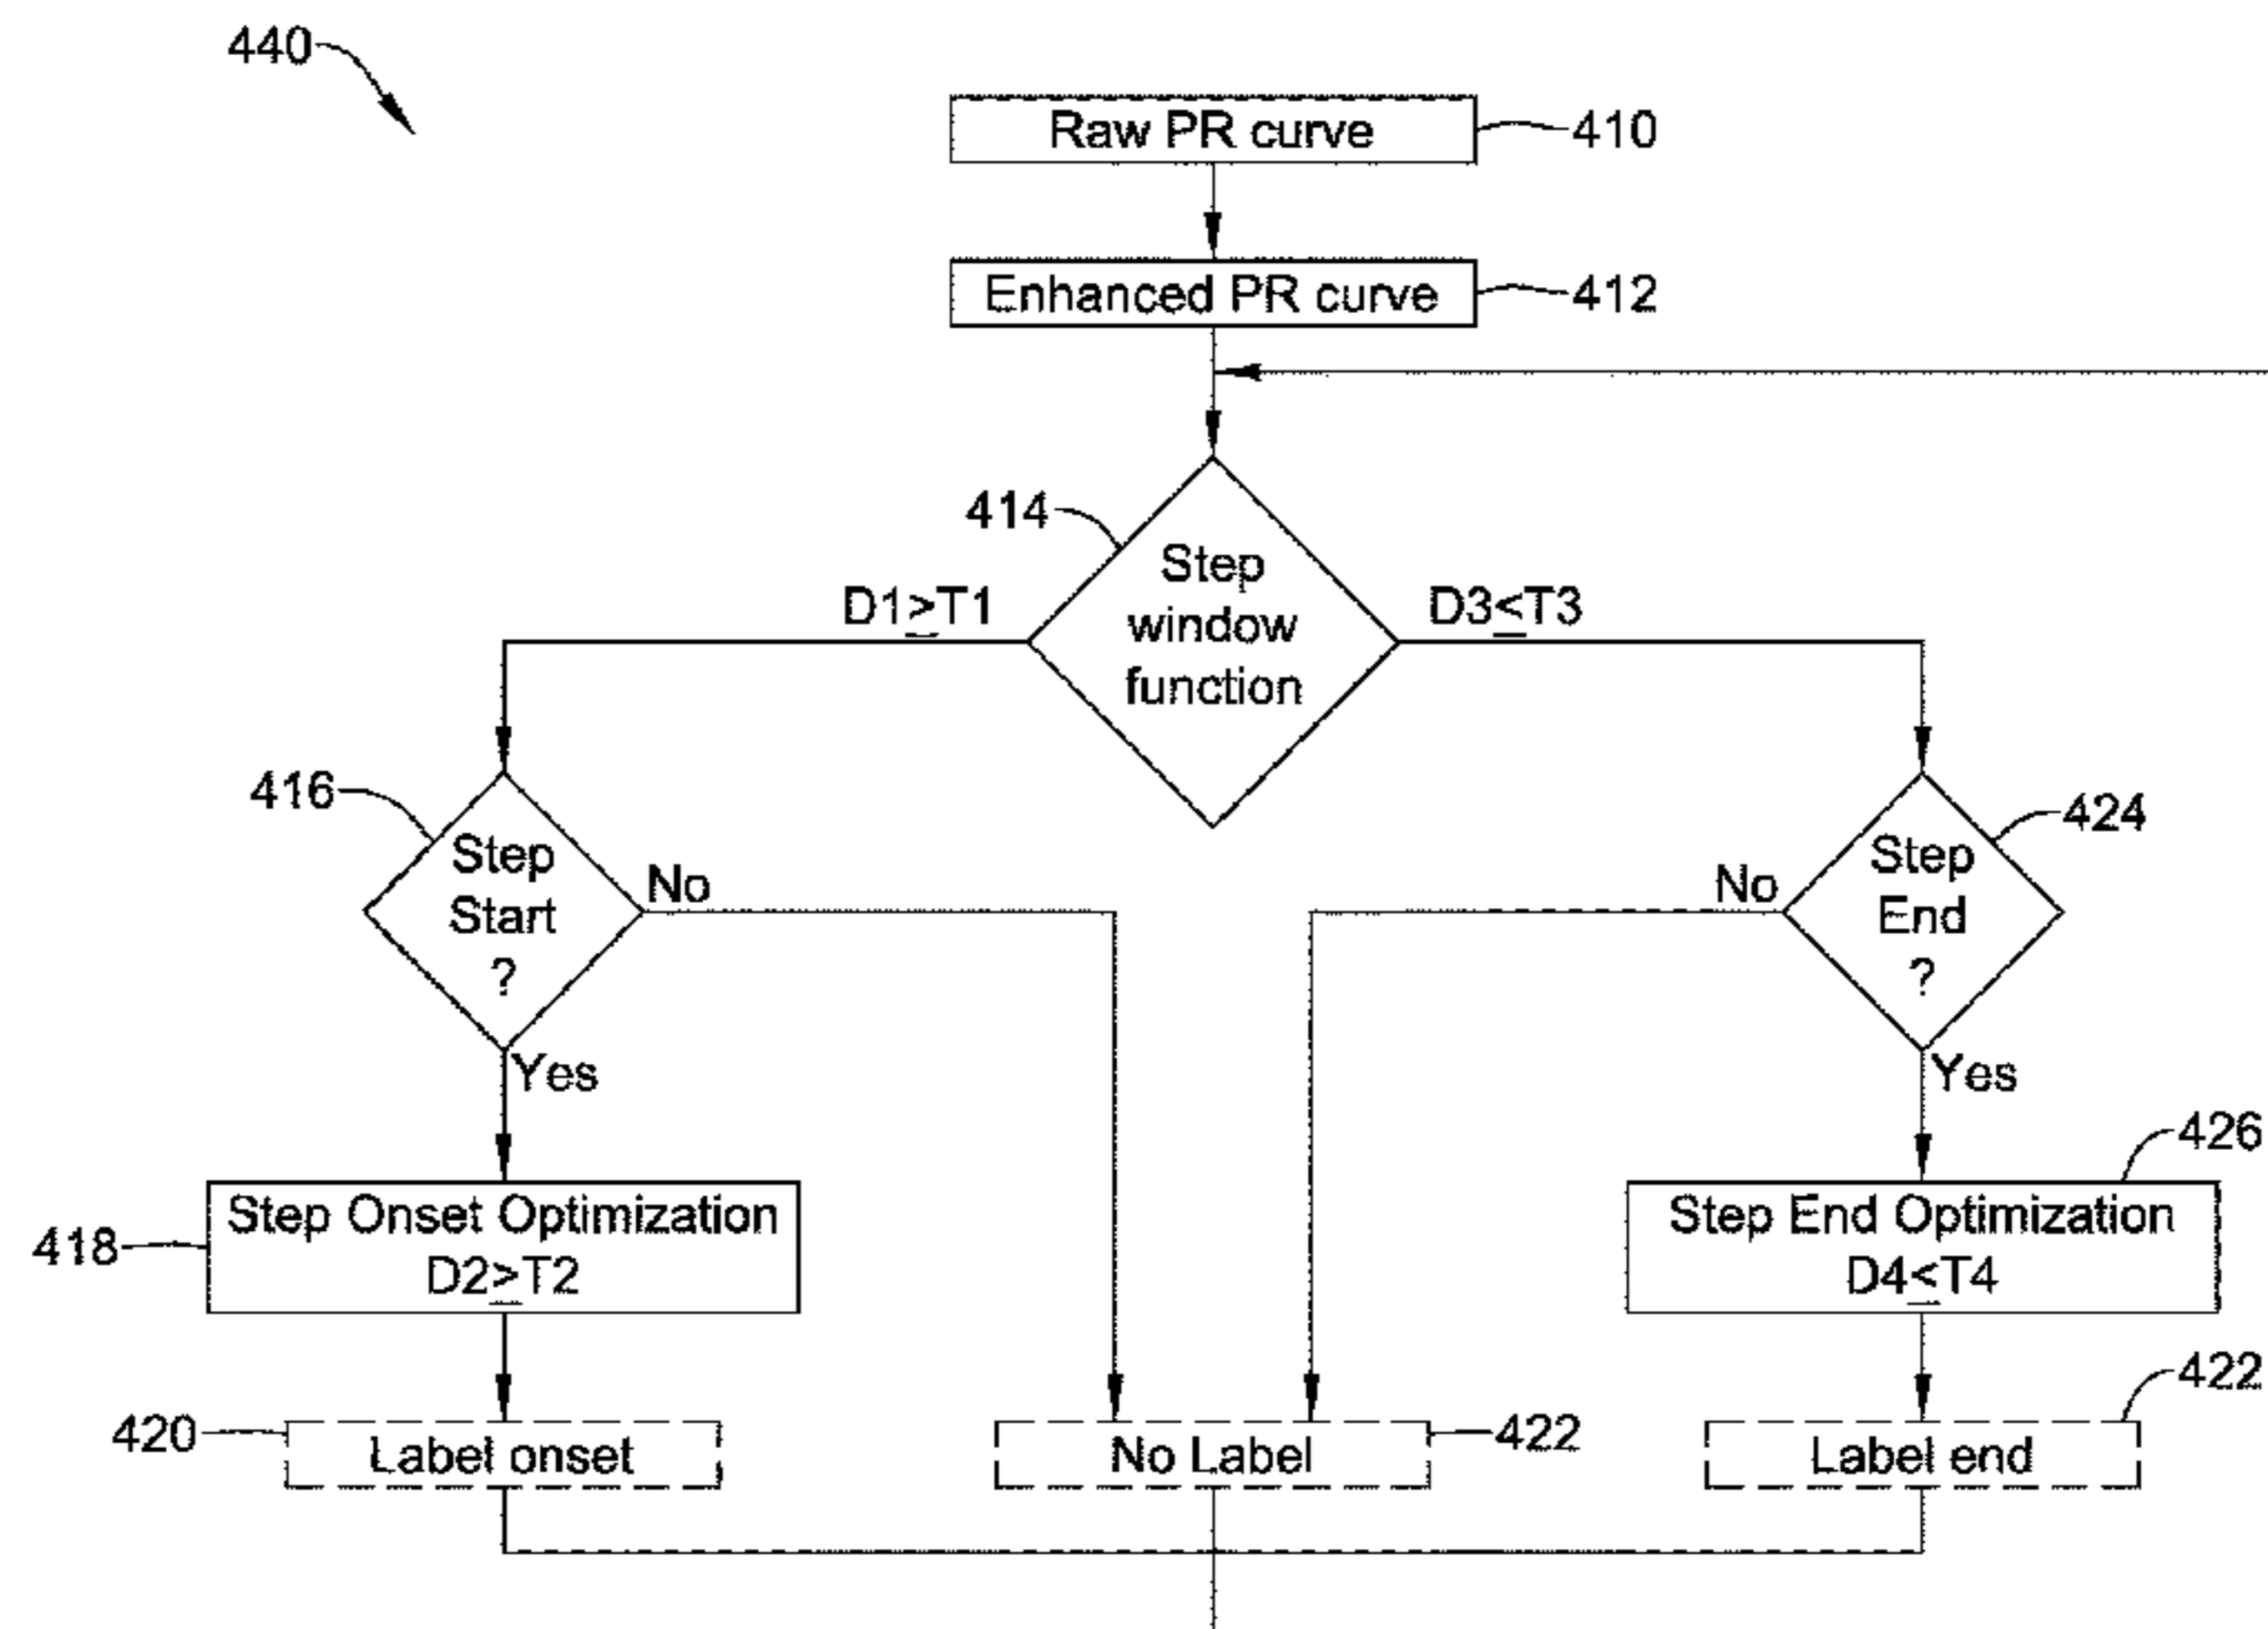 440
Raw PR curve
410
Enhanced PR curve
412
414
Step
window
function
D1≥T1
D3≤T3
416
Step
Start
?
No
Yes
424
Step
End
?
No
Yes
418
Step Onset Optimization
D2≥T2
426
Step End Optimization
D4≤T4
420
Label onset
No Label
422
Label end
422